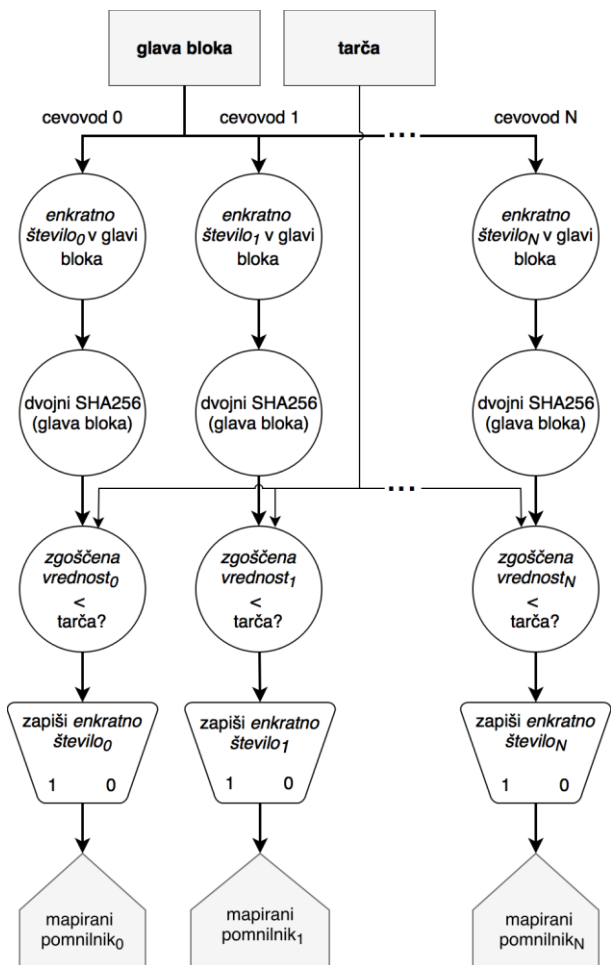 glava bloka
tarča
cevovod 0
cevovod 1
...
cevovod N
enkratno
število0 v glavi
bloka
enkratno
število1 v glavi
bloka
enkratno
številoN v glavi
bloka
dvojni SHA256
(glava bloka)
dvojni SHA256
(glava bloka)
dvojni SHA256
(glava bloka)
...
zgoščena
vrednost0
<
tarča?
zgoščena
vrednost1
<
tarča?
zgoščena
vrednostN
<
tarča?
zapiši enkratno
število0
1 0
zapiši enkratno
število1
1 0
zapiši enkratno
številoN
1 0
mapirani
pomnilnik0
mapirani
pomnilnik1
mapirani
pomnilnikN